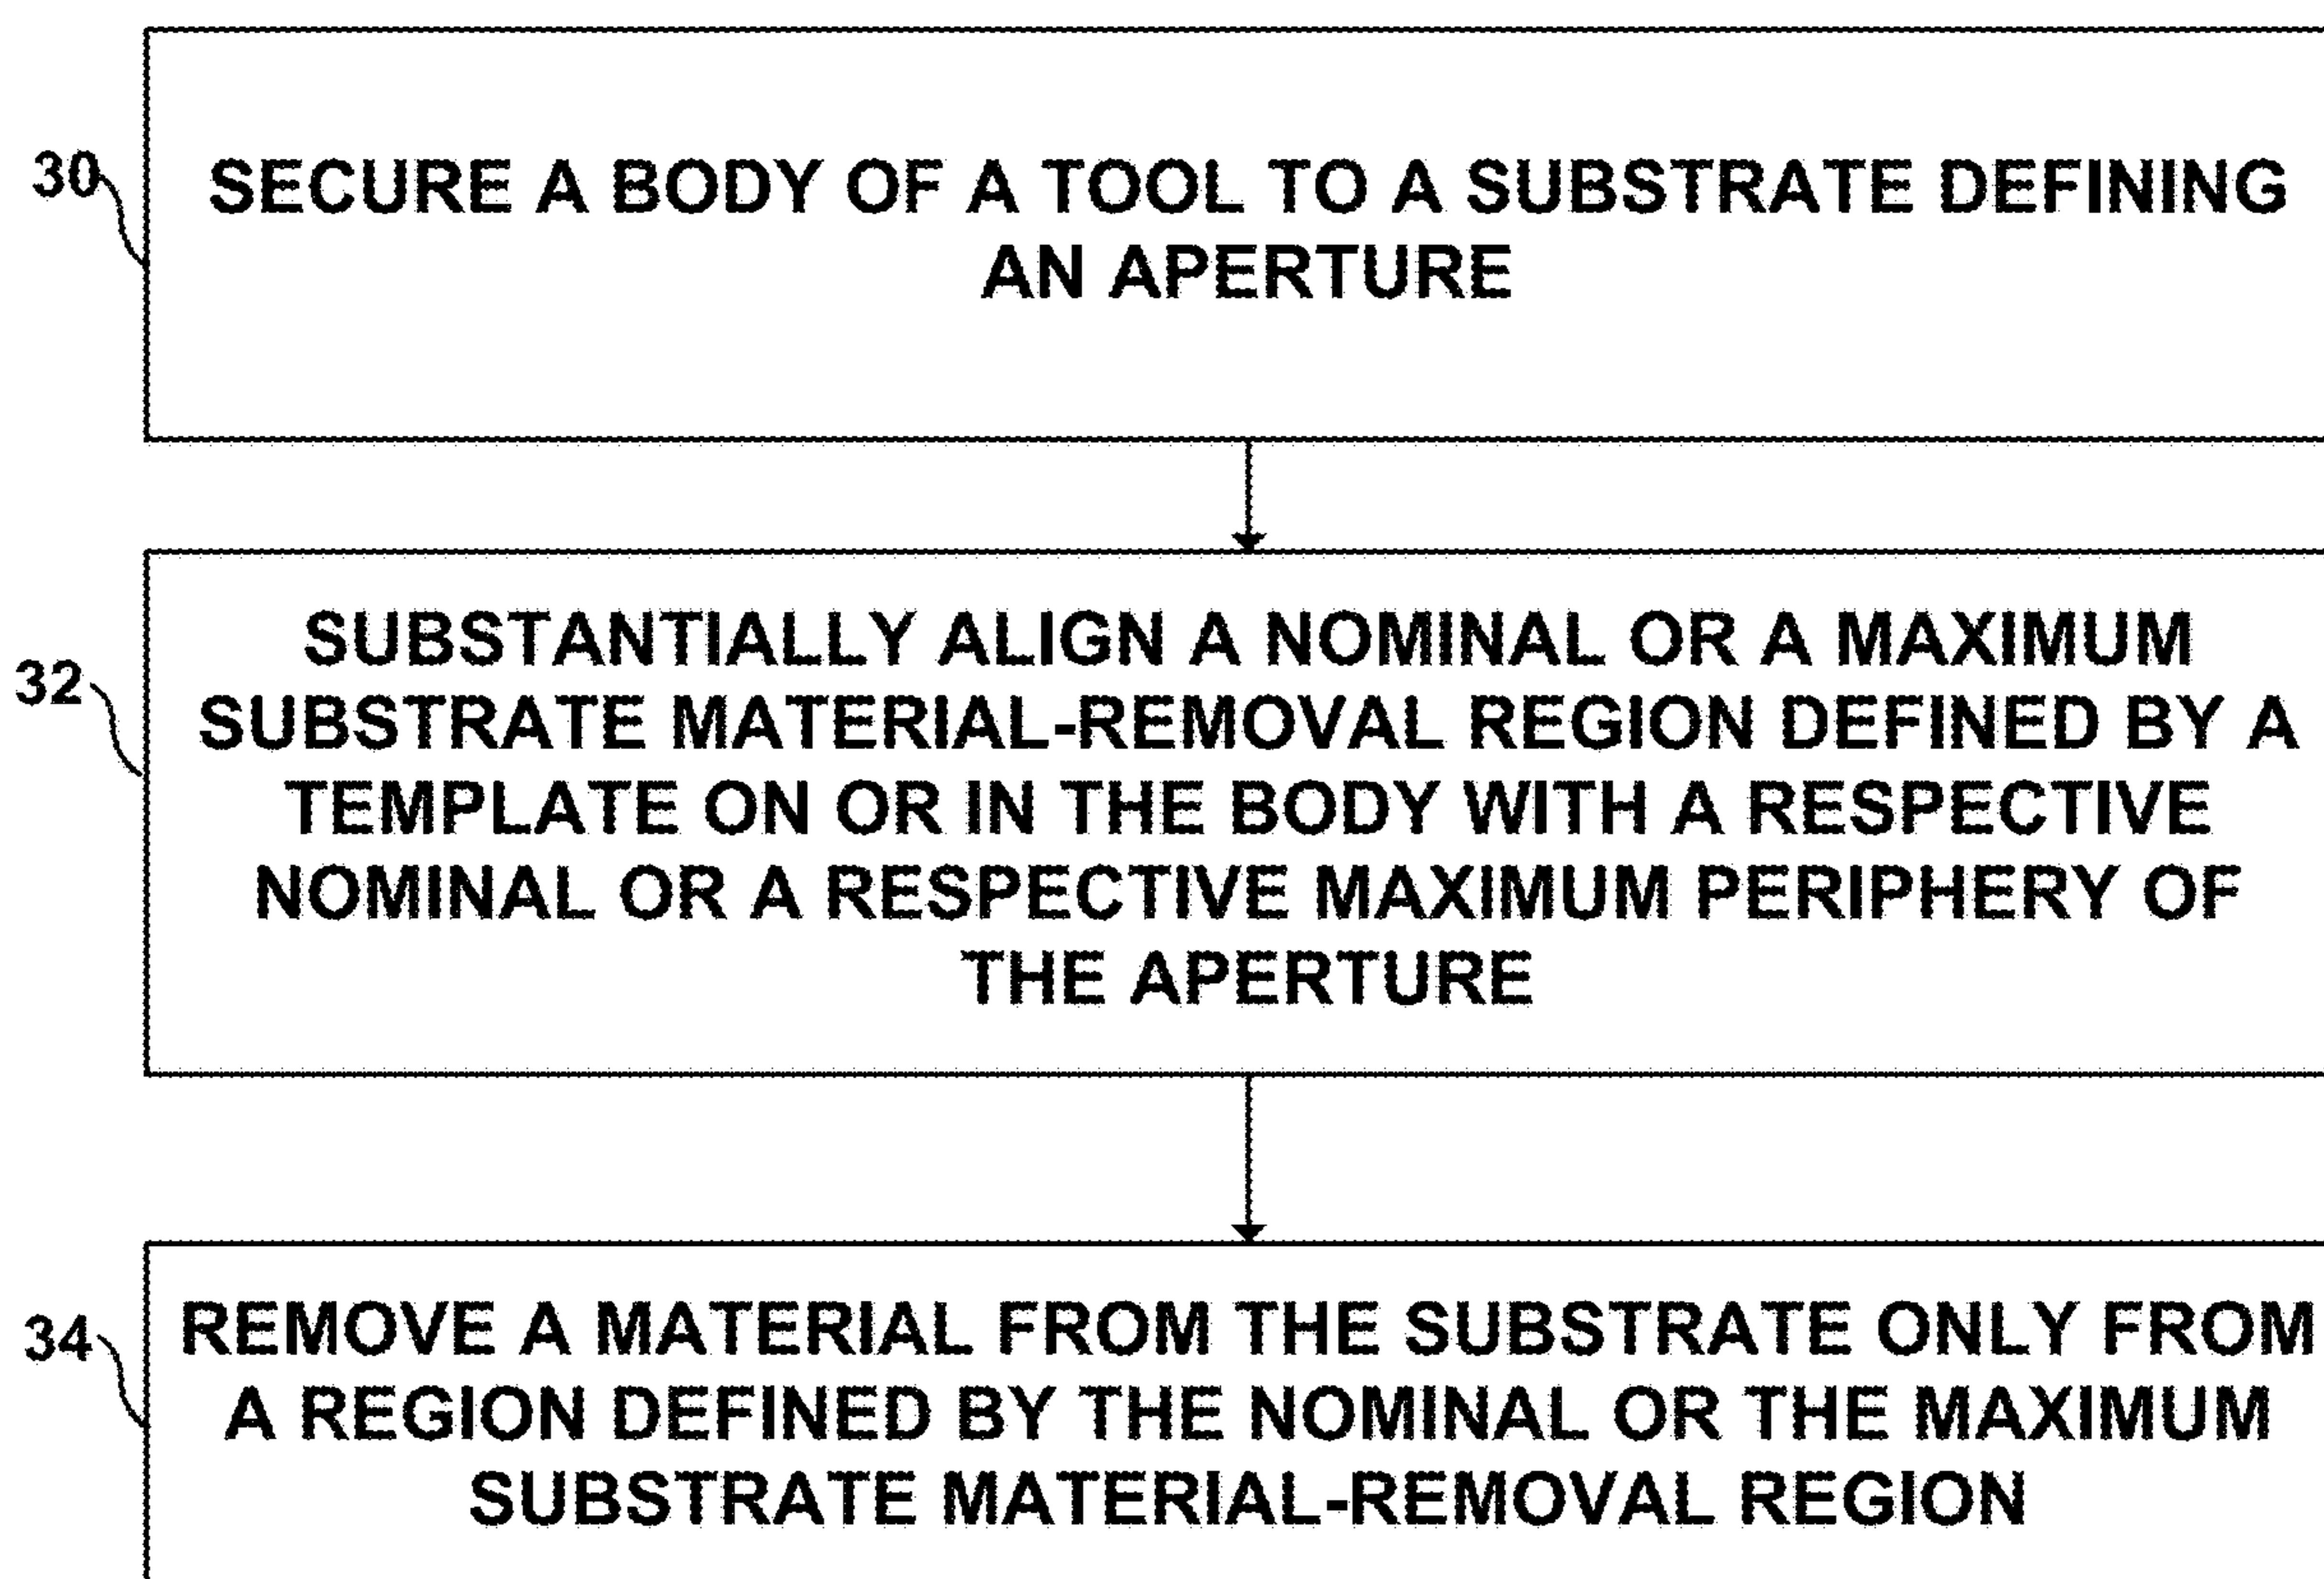 30
SECURE A BODY OF A TOOL TO A SUBSTRATE DEFINING
AN APERTURE
32
SUBSTANTIALLY ALIGN A NOMINAL OR A MAXIMUM
SUBSTRATE MATERIAL-REMOVAL REGION DEFINED BY A
TEMPLATE ON OR IN THE BODY WITH A RESPECTIVE
NOMINAL OR A RESPECTIVE MAXIMUM PERIPHERY OF
THE APERTURE
34
REMOVE A MATERIAL FROM THE SUBSTRATE ONLY FROM
A REGION DEFINED BY THE NOMINAL OR THE MAXIMUM
SUBSTRATE MATERIAL-REMOVAL REGION